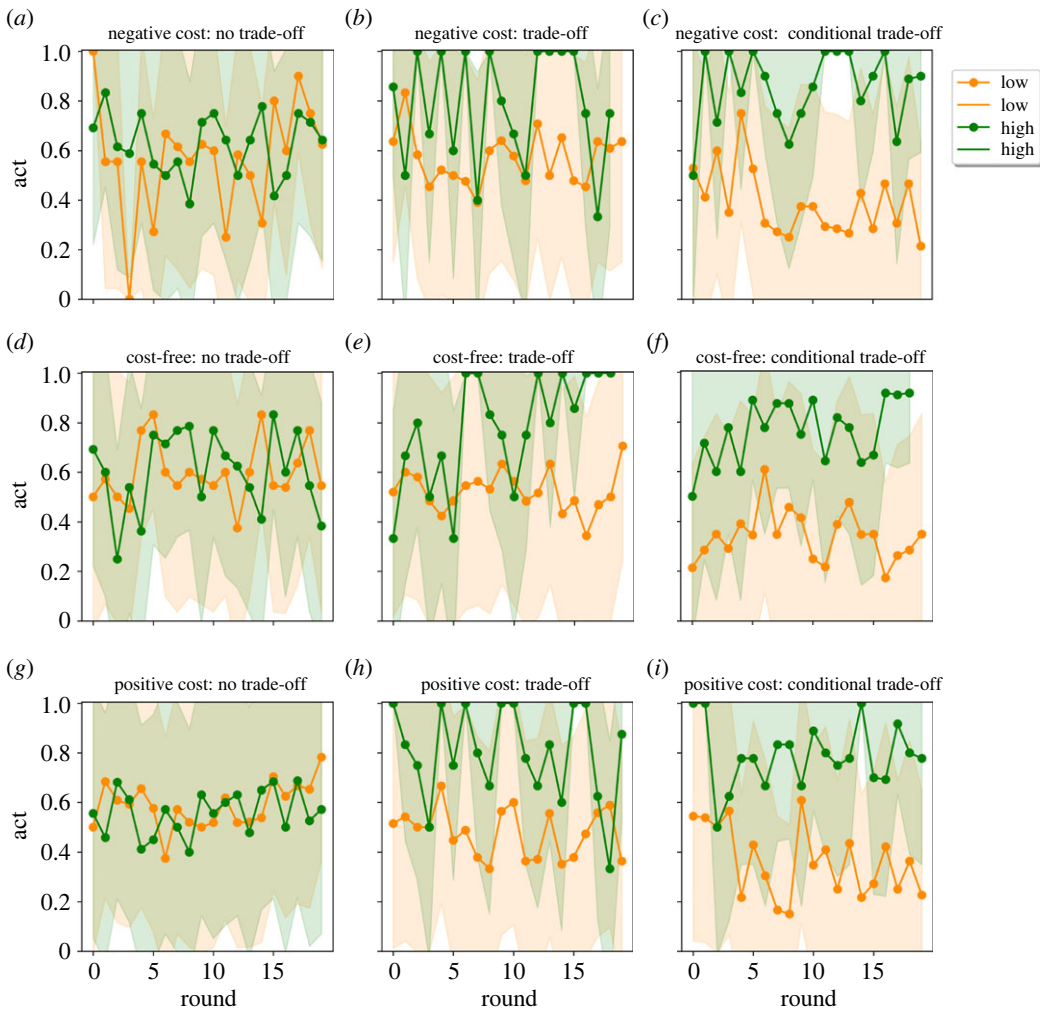 (a) negative cost: no trade-off
(b) negative cost: trade-off
(c) negative cost: conditional trade-off
1.0
0.8
0.6
0.4
0.2
0
act
low
low
high
high
(d) cost-free: no trade-off
(e) cost-free: trade-off
(f) cost-free: conditional trade-off
1.0
0.8
0.6
0.4
0.2
0
act
(g) positive cost: no trade-off
(h) positive cost: trade-off
(i) positive cost: conditional trade-off
1.0
0.8
0.6
0.4
0.2
0
act
0 5 10 15
round
0 5 10 15
round
0 5 10 15
round